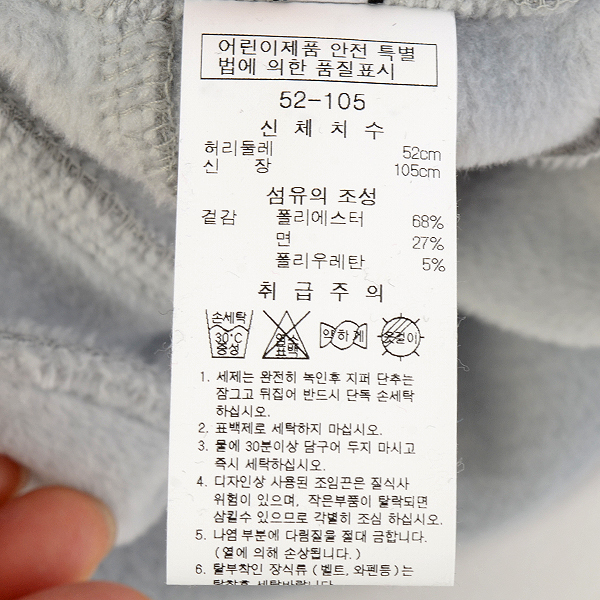 어린이제품 안전 특별
법에 의한 품질표시
52-105
신 체 치 수
허리둘레 52cm
신 장 105cm
섬유의 조성
겉감 폴리에스터 68%
면 27%
폴리우레탄 5%
취 급 주 의
손세탁 30°C 중성
염소 표백
약하게
옷걸이
1. 세제는 완전히 녹인후 지퍼 단추는
잠그고 뒤집어 반드시 단독 손세탁
하십시오.
2. 표백제로 세탁하지 마십시오.
3. 물에 30분이상 담구어 두지 마시고
즉시 세탁하십시오.
4. 디자인상 사용된 조임끈은 질식사
위험이 있으며, 작은부품이 탈락되면
삼킬수 있으므로 각별히 조심 하십시오.
5. 나염 부분에 다림질을 절대 금합니다.
(열에 의해 손상됩니다.)
6. 탈부착인 장식류 (벨트, 와펜등)는
탈착후